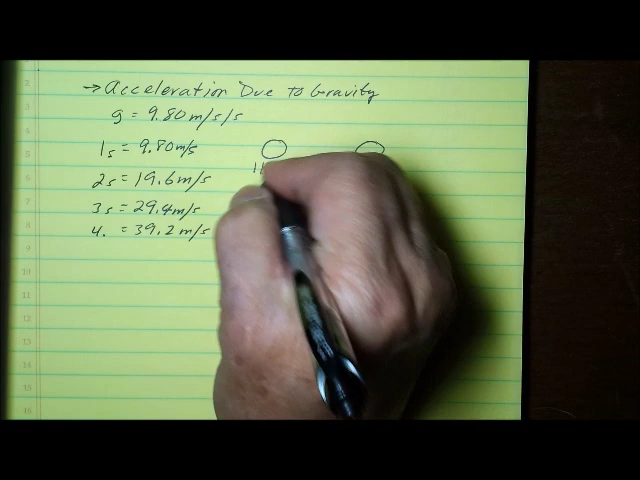 → Acceleration Due to Gravity
g = 9.80 m/s/s
1s = 9.80 m/s
2s = 19.6 m/s
3s = 29.4 m/s
4. = 39.2 m/s